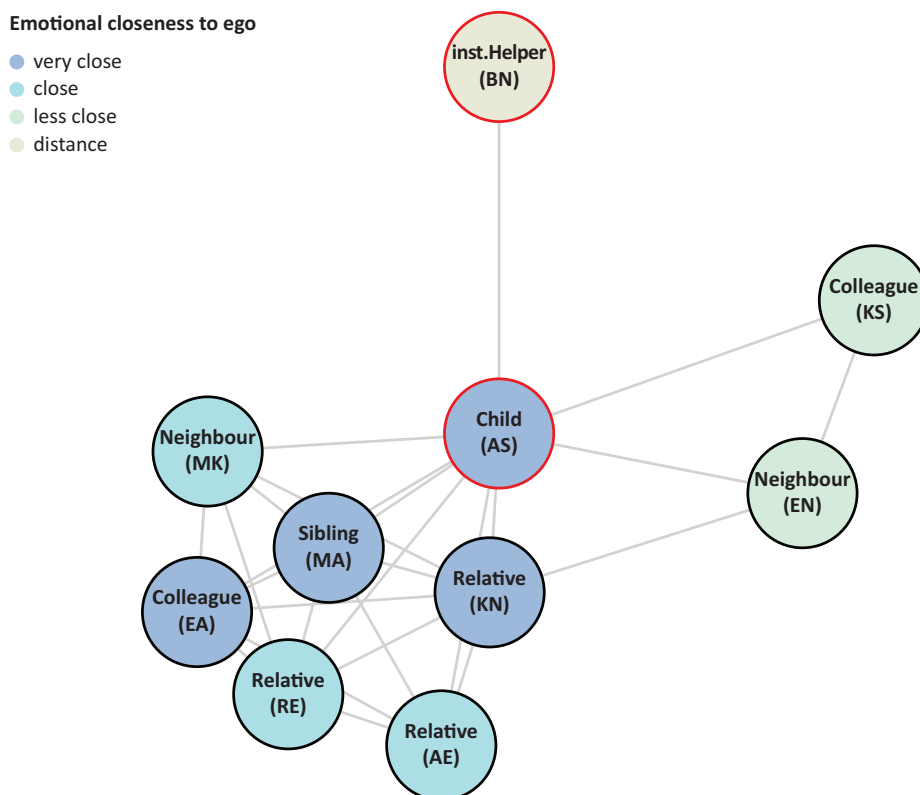 Emotional closeness to ego
very close
close
less close
distance
inst.Helper
(BN)
Colleague
(KS)
Child
(AS)
Neighbour
(MK)
Neighbour
(EN)
Sibling
(MA)
Relative
(KN)
Colleague
(EA)
Relative
(RE)
Relative
(AE)